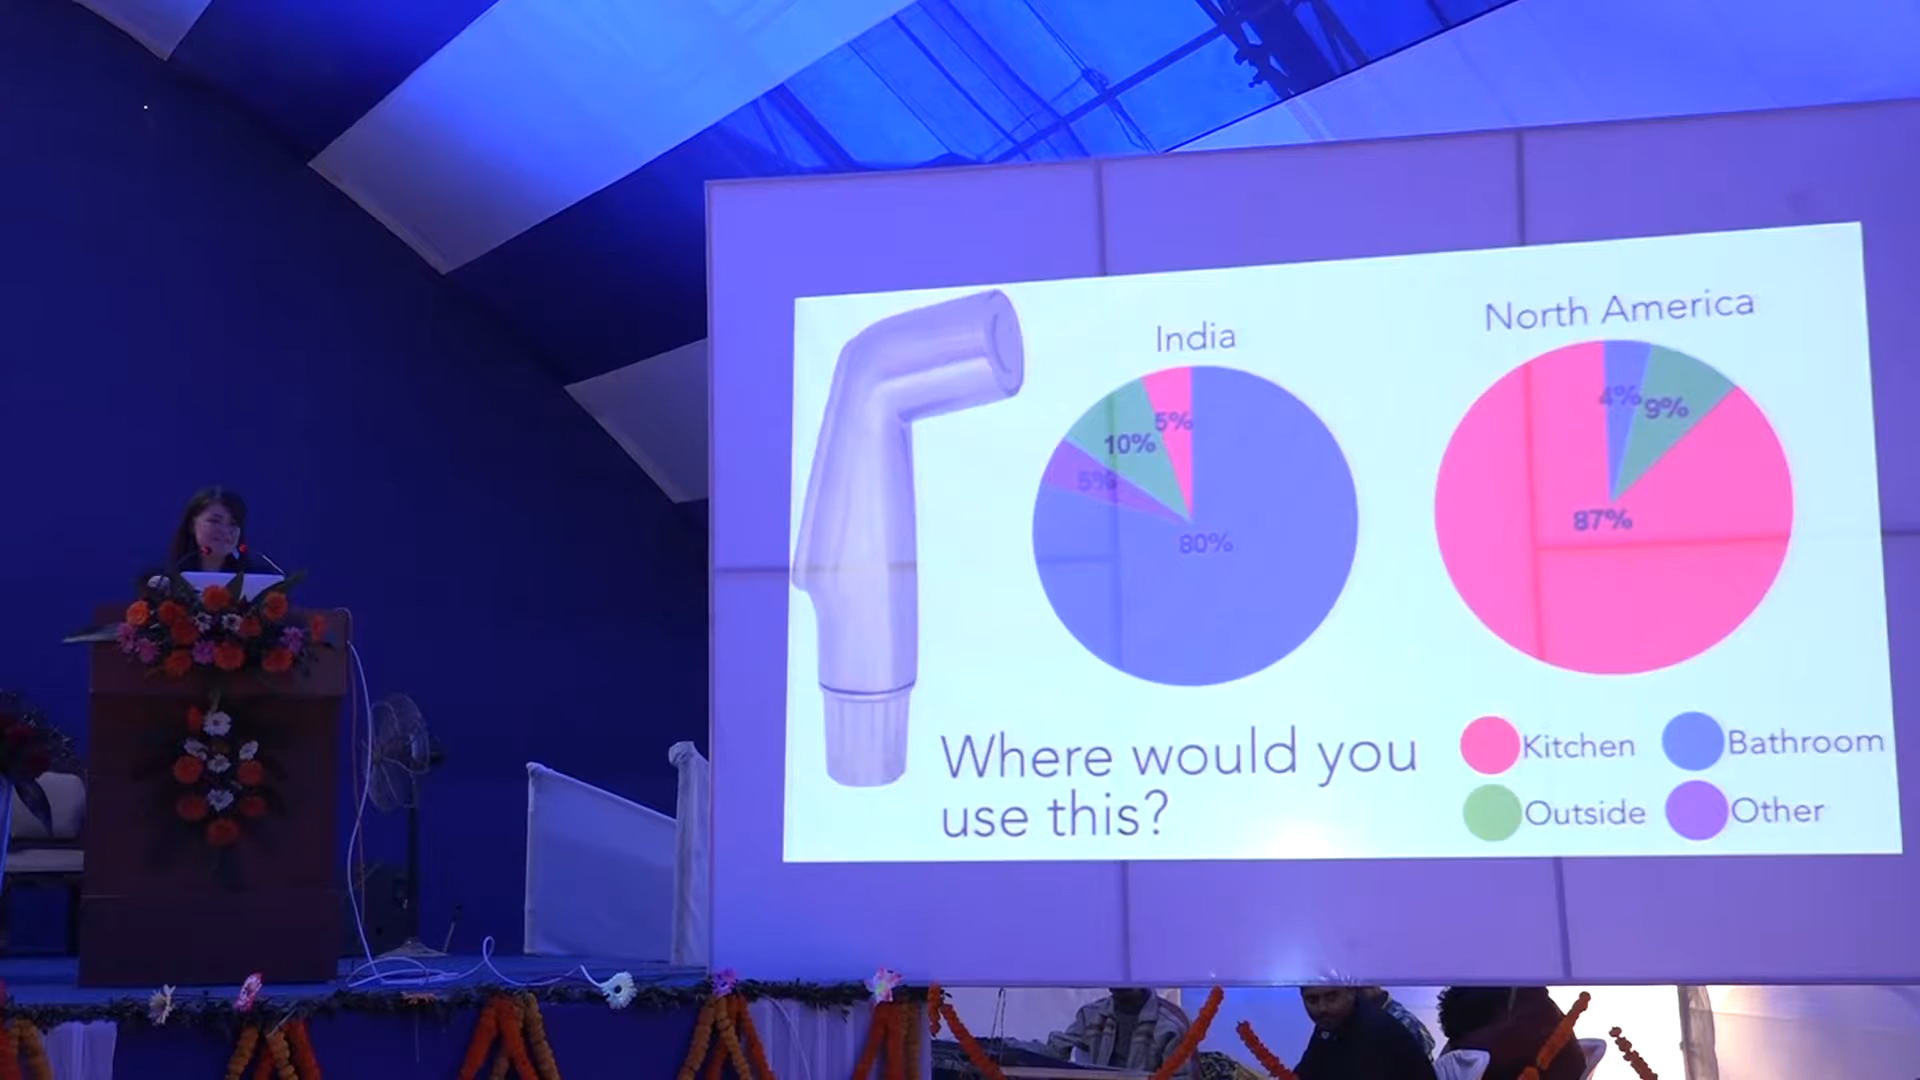 India
5%
10%
5%
80%
North America
4%
9%
87%
Where would you
use this?
Kitchen
Bathroom
Outside
Other